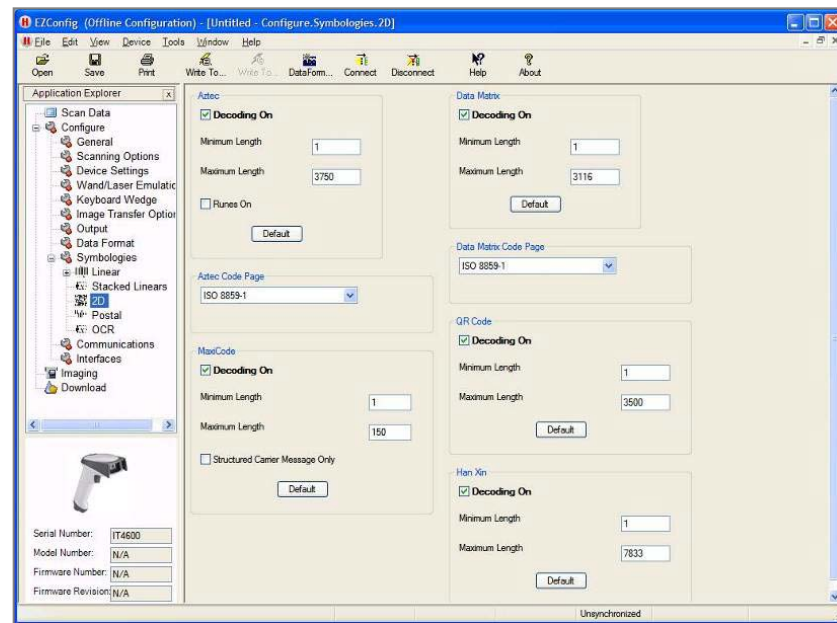 EZConfig (Offline Configuration) - [Untitled - Configure.Symbologies.2D]
File Edit View Device Tools Window Help
Open Save Print Write To... Write To... DataForm... Connect Disconnect Help About
Application Explorer
Scan Data
Configure
General
Scanning Options
Device Settings
Wand/Laser Emulatic
Keyboard Wedge
Image Transfer Option
Output
Data Format
Symbologies
Linear
Stacked Linears
2D
Postal
OCR
Communications
Interfaces
Imaging
Download
Serial Number: IT4600
Model Number: N/A
Firmware Number: N/A
Firmware Revision: N/A
Aztec
Decoding On
Minimum Length 1
Maximum Length 3750
Runes On
Default
Aztec Code Page
ISO 8859-1
MaxiCode
Decoding On
Minimum Length 1
Maximum Length 150
Structured Carrier Message Only
Default
Data Matrix
Decoding On
Minimum Length 1
Maximum Length 3116
Default
Data Matrix Code Page
ISO 8859-1
QR Code
Decoding On
Minimum Length 1
Maximum Length 3500
Default
Han Xin
Decoding On
Minimum Length 1
Maximum Length 7833
Default
Unsynchronized